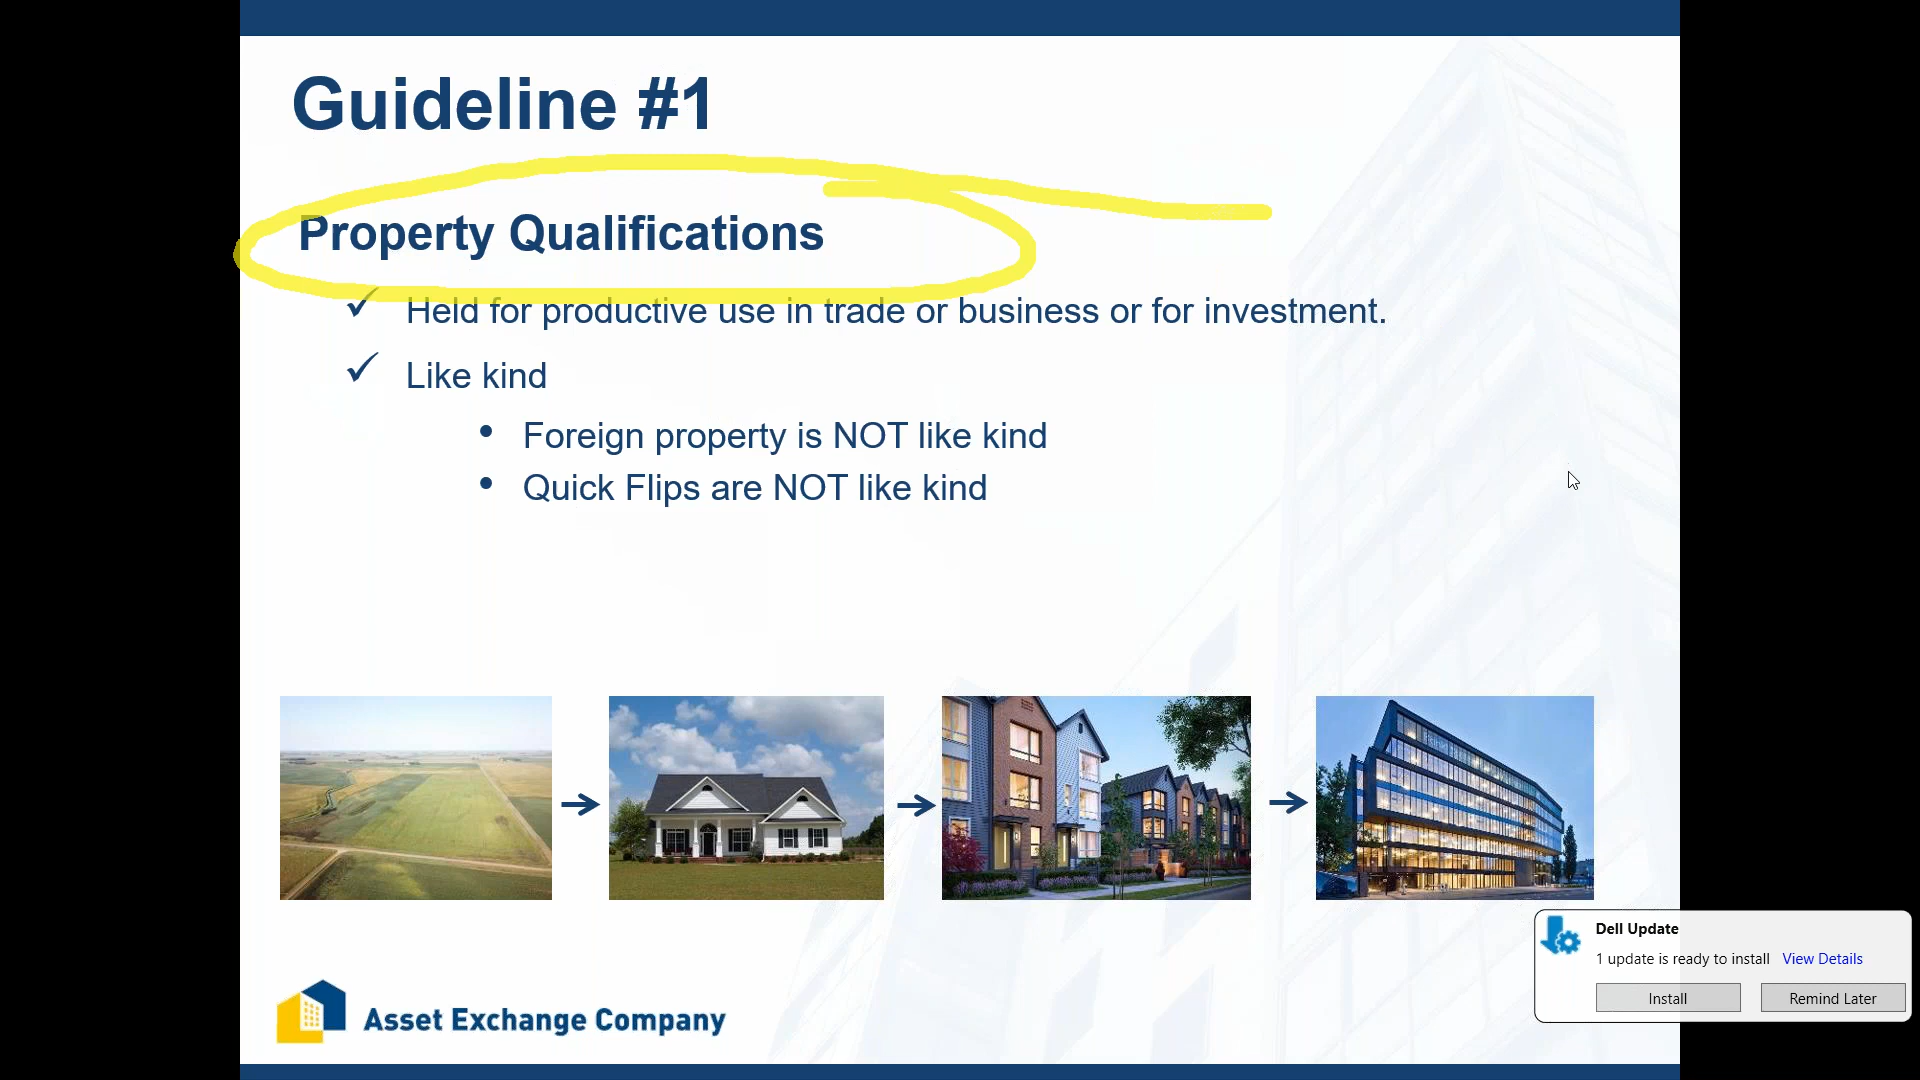 Guideline #1
Property Qualifications
✓ Held for productive use in trade or business or for investment.
✓ Like kind
• Foreign property is NOT like kind
• Quick Flips are NOT like kind
Asset Exchange Company
Dell Update
1 update is ready to install View Details
Install Remind Later